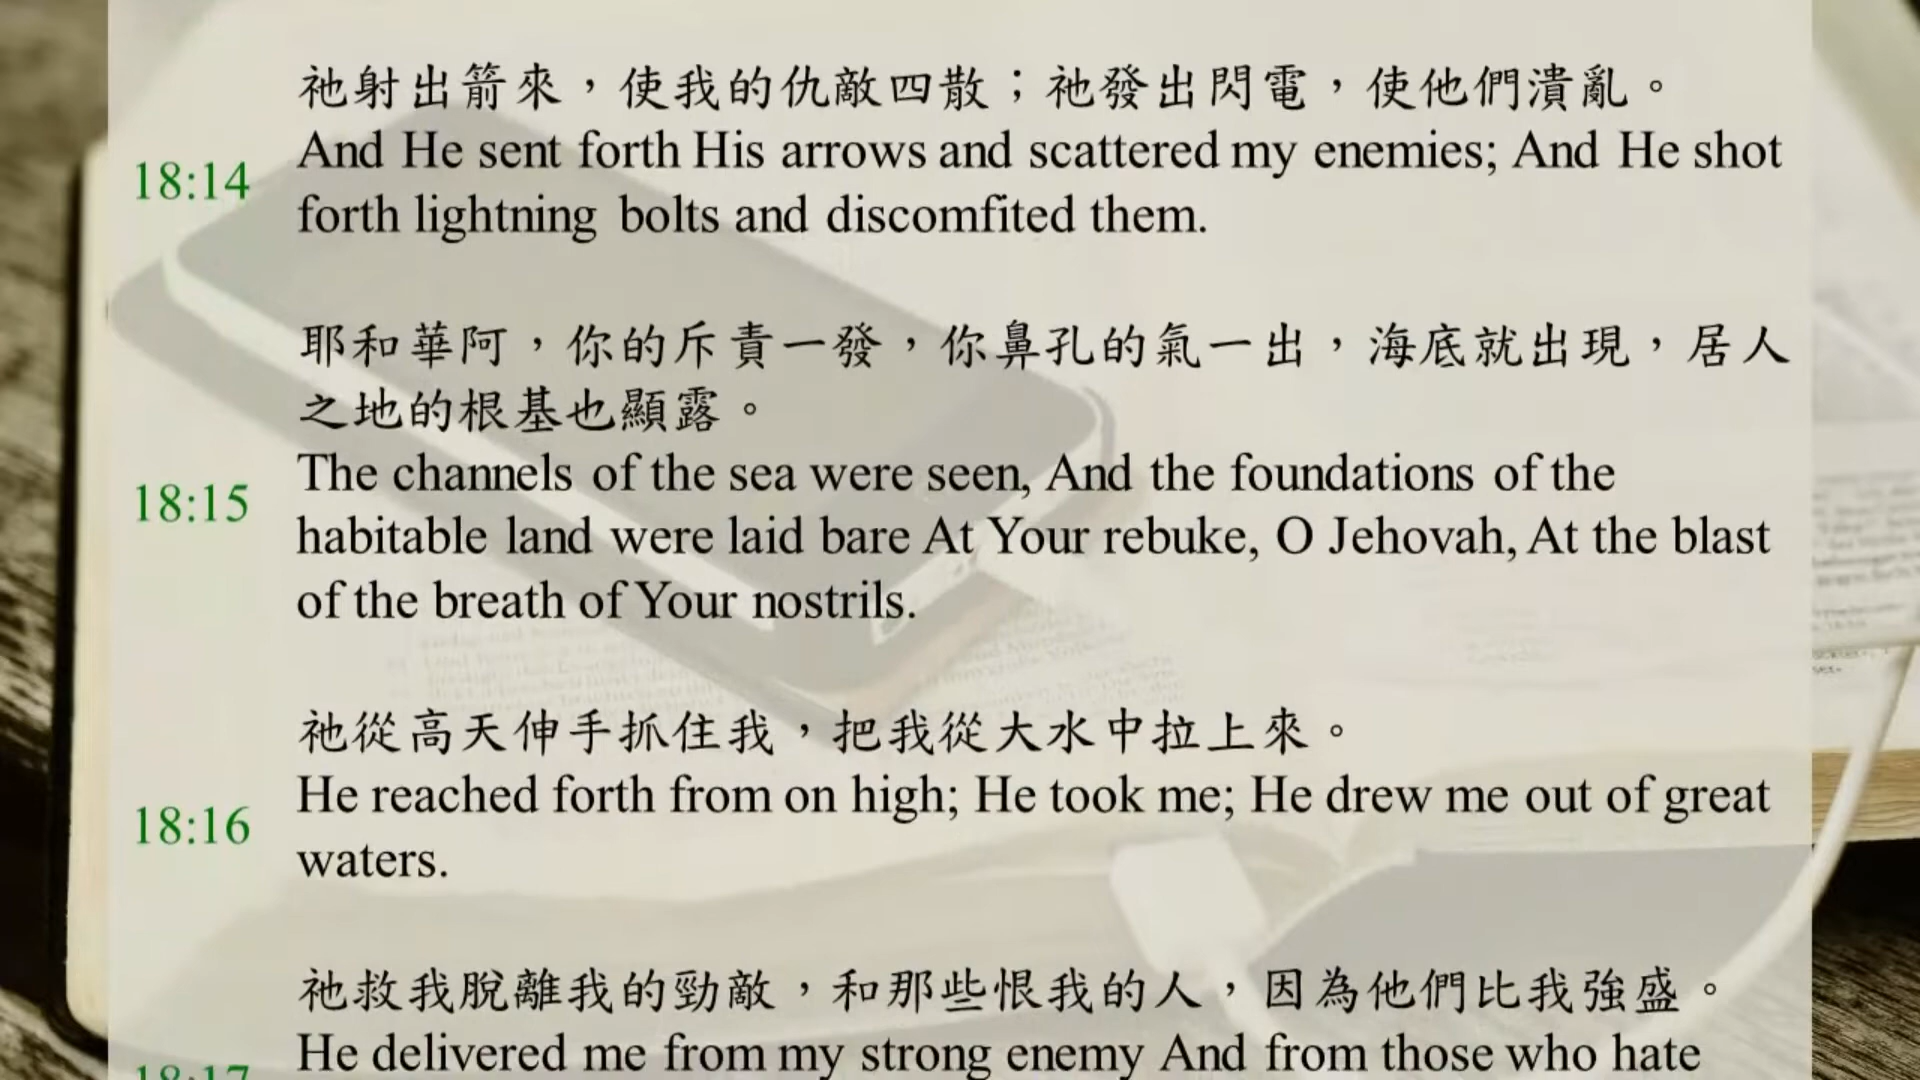 祂射出箭來，使我的仇敵四散；祂發出閃電，使他們潰亂。
And He sent forth His arrows and scattered my enemies; And He shot
18:14
forth lightning bolts and discomfited them.
耶和華阿，你的斥責一發，你鼻孔的氣一出，海底就出現，居人
之地的根基也顯露。
The channels of the sea were seen, And the foundations of the
18:15
habitable land were laid bare At Your rebuke, O Jehovah, At the blast
of the breath of Your nostrils.
祂從高天伸手抓住我，把我從大水中拉上來。
He reached forth from on high; He took me; He drew me out of great
18:16
waters.
祂救我脫離我的勁敵，和那些恨我的人，因為他們比我強盛。
He delivered me from my strong enemy And from those who hate
18:17